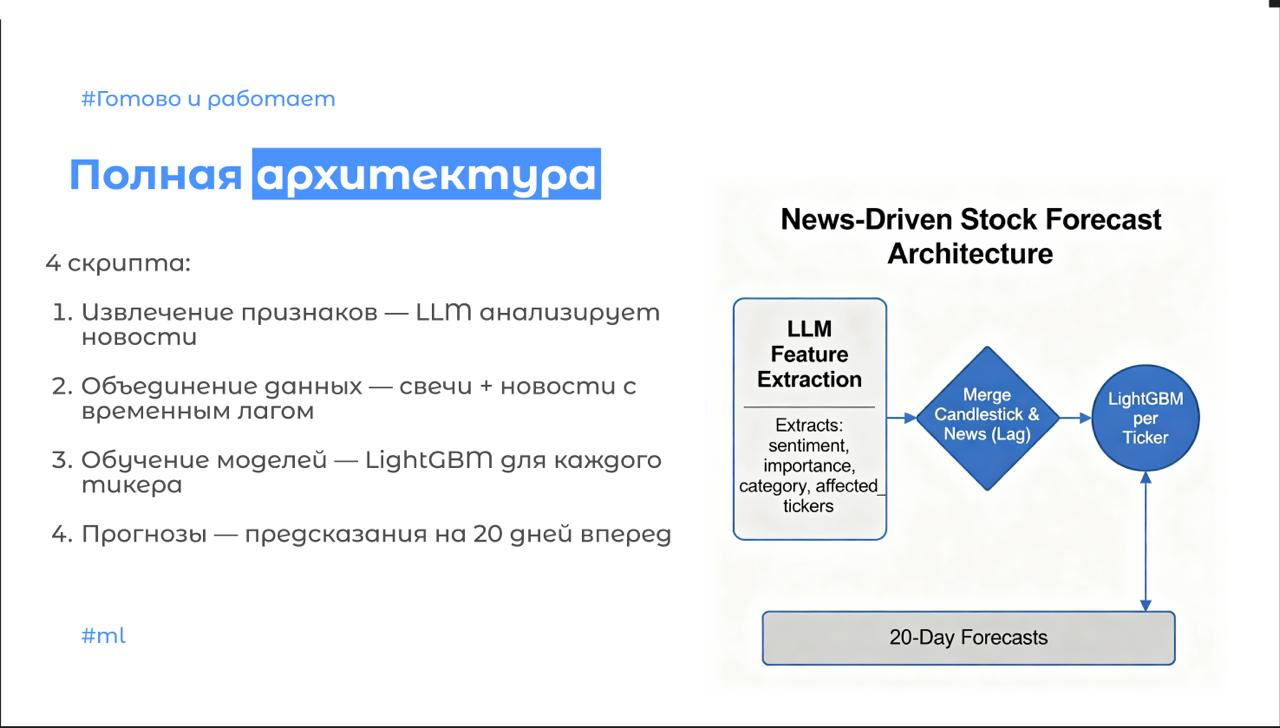 #Готово и работает
Полная архитектура
4 скрипта:
1. Извлечение признаков — LLM анализирует
новости
2. Объединение данных — свечи + новости с
временным лагом
3. Обучение моделей — LightGBM для каждого
тикера
4. Прогнозы — предсказания на 20 дней вперед
#ml
News-Driven Stock Forecast
Architecture
LLM
Feature
Extraction
Extracts:
sentiment,
importance,
category, affected_
tickers
Merge
Candlestick &
News (Lag)
LightGBM
per
Ticker
20-Day Forecasts